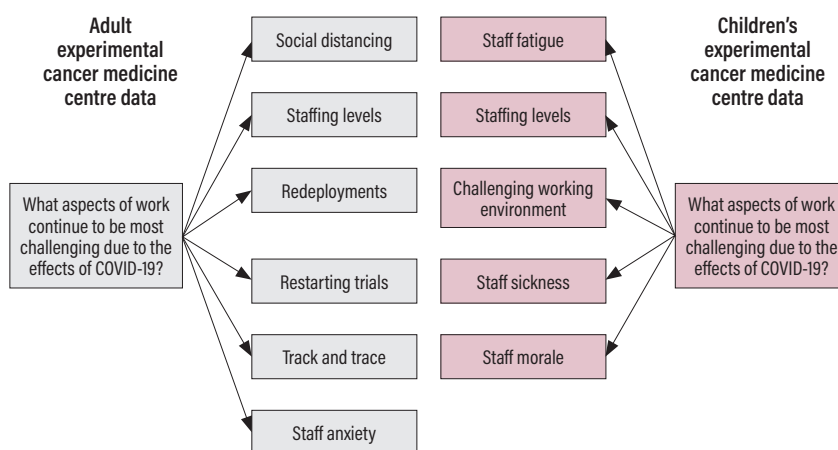 Adult
experimental
cancer medicine
centre data
What aspects of work
continue to be most
challenging due to the
effects of COVID-19?
Social distancing
Staffing levels
Redeployments
Restarting trials
Track and trace
Staff anxiety
Staff fatigue
Staffing levels
Challenging working
environment
Staff sickness
Staff morale
Children's
experimental
cancer medicine
centre data
What aspects of work
continue to be most
challenging due to the
effects of COVID-19?